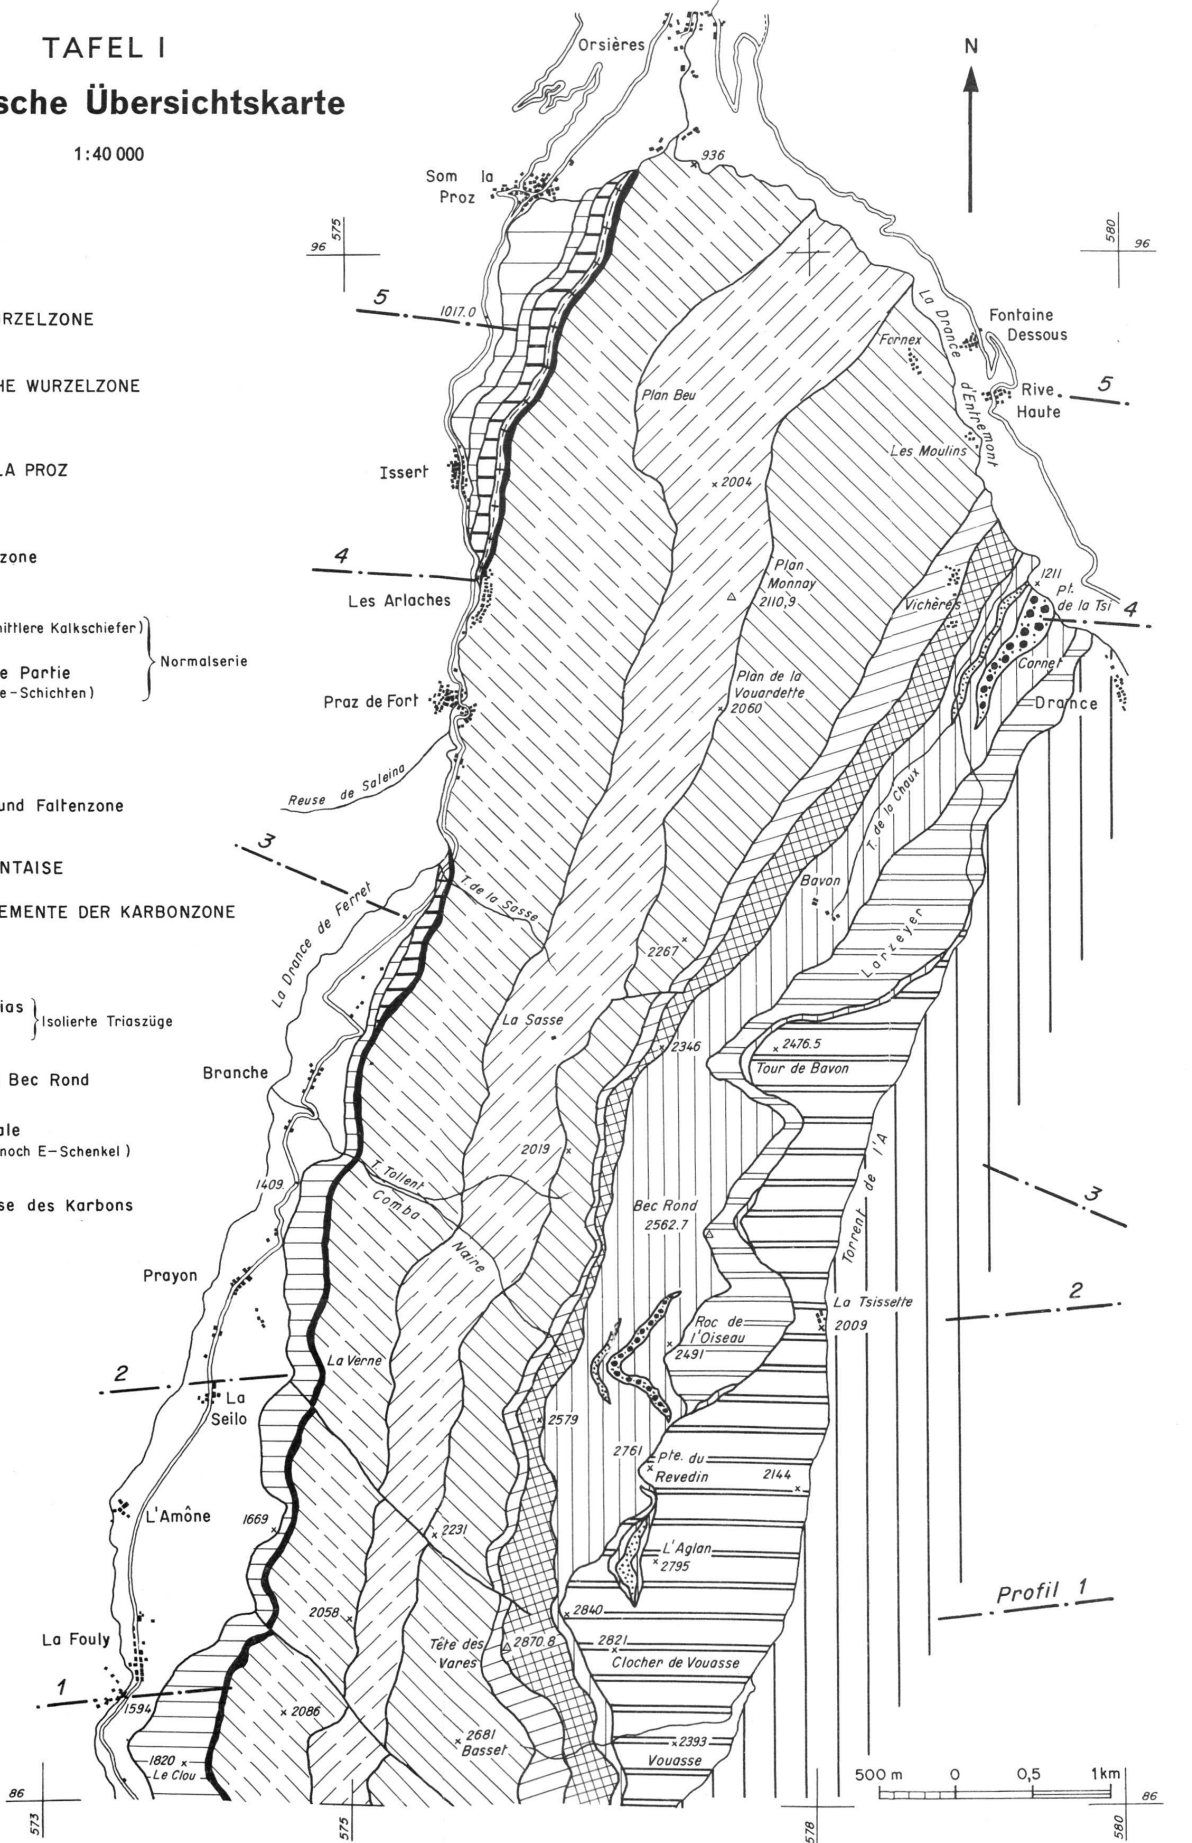 TAFEL I
sche Übersichtskarte
1:40 000
Orsières
N
936
Som la
Proz
575
96
580
96
RZELZONE
HE WURZELZONE
LA PROZ
zone
nittlere Kalkschiefer)
e Partie
e-Schichten)
Normalserie
und Faltenzone
NTAISE
EMENTE DER KARBONZONE
ias
Isolierte Triaszüge
Bec Rond
ale
noch E-Schenkel)
se des Karbons
5
1017.0
La Drance d'Entremont
Fontaine
Dessous
Fornex
Rive
Haute
5
Plan Beu
Les Moulins
Issert
2004
4
Les Arlaches
Plan
Monnay
2110,9
Vichères
1211
Pt.
de la Tsi
4
Carnet
Drance
Praz de Fort
Plan de la
Vouardette
2060
Reuse de Saleina
T. de la Chaux
3
La Drance de Ferret
T. de la Sasse
Bavon
Larzeyer
2267
La Sasse
2346
2476.5
Tour de Bavon
Branche
2019
T. Tollent
Comba
Naire
1409
Bec Rond
2562.7
Torrent de l'A
3
Prayon
La Tsissette
2009
2
Roc de
l'Oiseau
2491
La Verne
2
La
Seilo
2579
2761
Pte. du
Revedin
2144
L'Amône
1669
2231
L'Aglan
2795
Profil 1
2058
2840
La Fouly
Tête des
Vares
2870.8
2821
Clocher de Vouasse
1
1594
2086
2681
Basset
2393
Vouasse
1820
Le Clou
500 m 0 0,5 1km
86
573
575
578
580
86